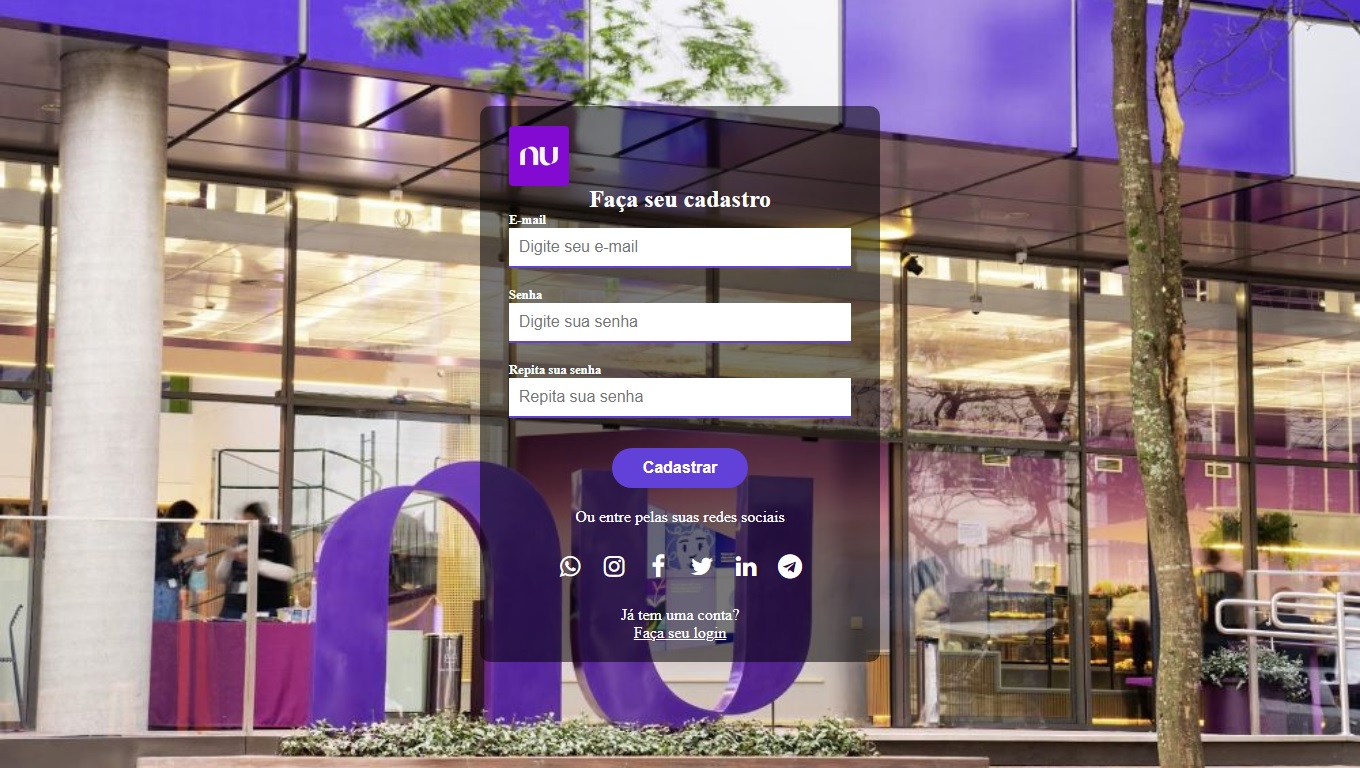 nu
Faça seu cadastro
E-mail
Digite seu e-mail
Senha
Digite sua senha
Repita sua senha
Repita sua senha
Cadastrar
Ou entre pelas suas redes sociais
Já tem uma conta?
Faça seu login
nu